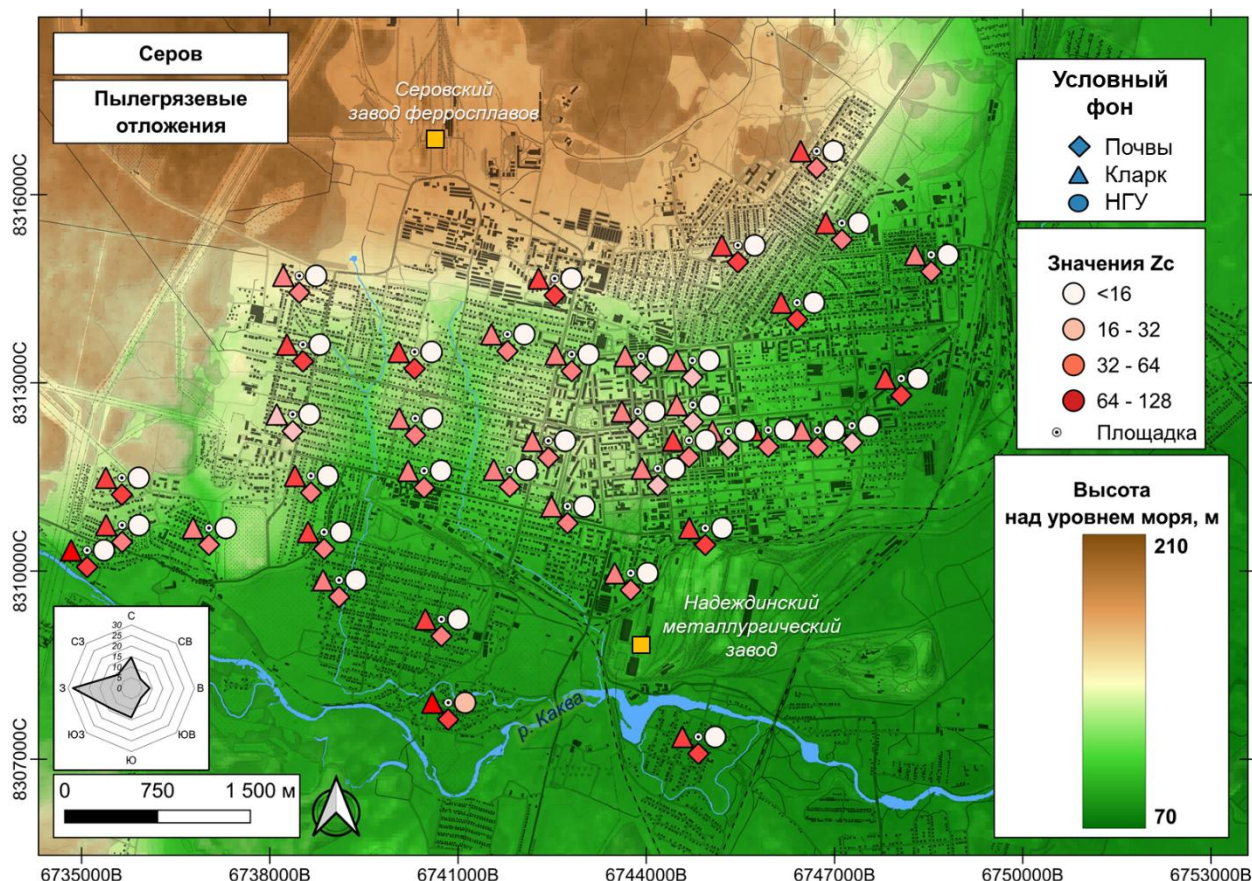 Серов
Пылегрязевые
отложения
Серовский
завод ферросплавов
Условный
фон
Почвы
Кларк
НГУ
Значения Zc
<16
16 - 32
32 - 64
64 - 128
Площадка
Высота
над уровнем моря, м
210
70
Надеждинский
металлургический
завод
р. Каква
С
СВ
В
ЮВ
Ю
ЮЗ
З
СЗ
30
25
20
15
10
5
0
0 750 1 500 м
8316000С
8313000С
8310000С
8307000С
6735000В 6738000В 6741000В 6744000В 6747000В 6750000В 6753000В